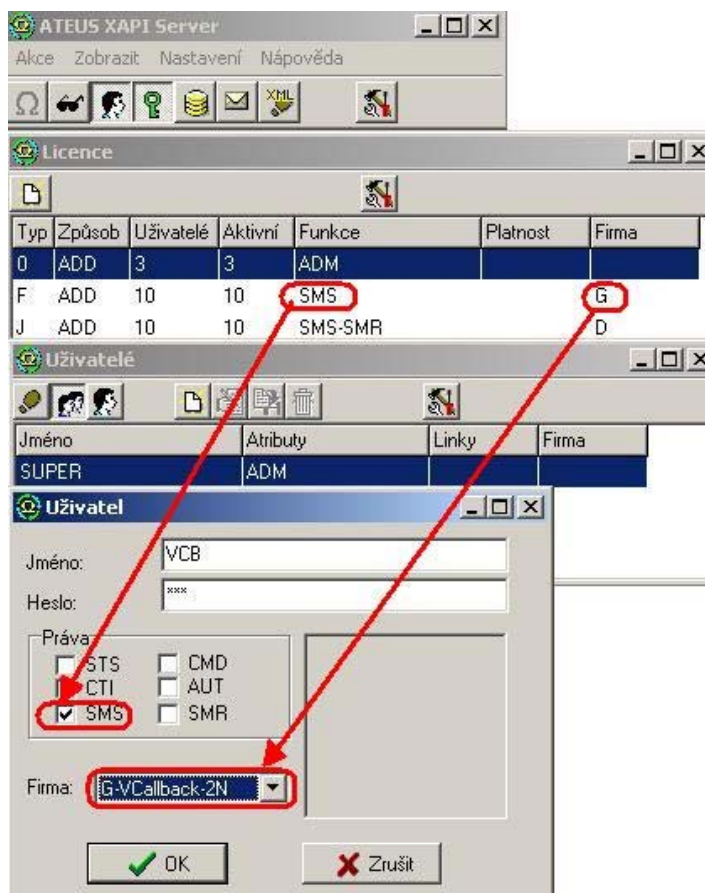 ATEUS XAPI Server
Akce Zobrazit Nastavení Nápověda
XML
Licence
Typ Způsob Uživatelé Aktivní Funkce Platnost Firma
0 ADD 3 3 ADM
F ADD 10 10 SMS G
J ADD 10 10 SMS-SMR D
Uživatelé
Jméno Atributy Linky Firma
SUPER ADM
Uživatel
Jméno: VCB
Heslo: ***
Práva
STS CMD
CTI AUT
SMS SMR
Firma: G-VCallback-2N
OK Zrušit